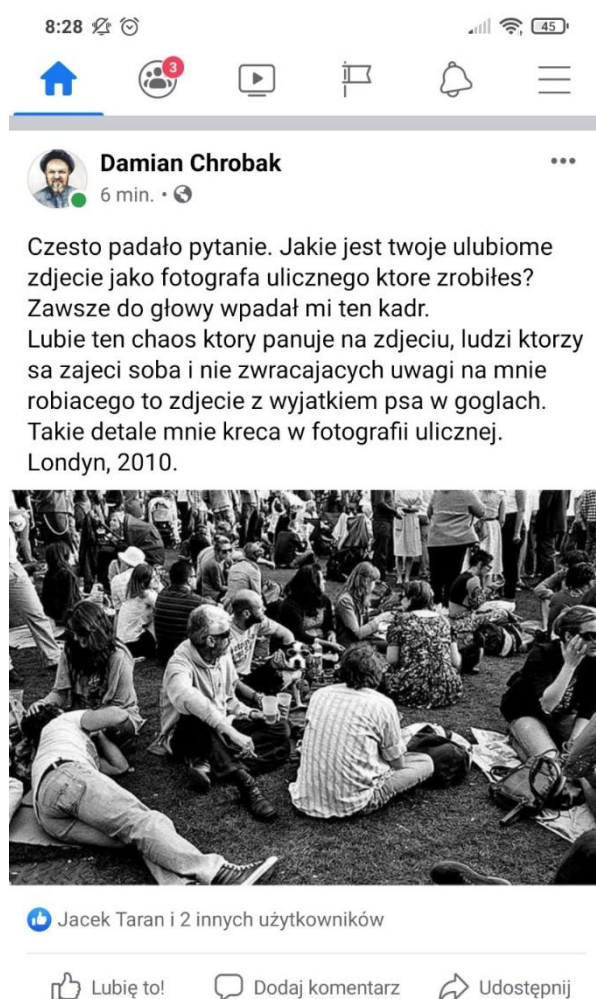 8:28
45
3
Damian Chrobak
6 min. •
Czesto padało pytanie. Jakie jest twoje ulubiome
zdjecie jako fotografa ulicznego ktore zrobiłes?
Zawsze do głowy wpadał mi ten kadr.
Lubie ten chaos ktory panuje na zdjeciu, ludzi ktorzy
sa zajeci soba i nie zwracajacych uwagi na mnie
robiacego to zdjecie z wyjatkiem psa w goglach.
Takie detale mnie kreca w fotografii ulicznej.
Londyn, 2010.
Jacek Taran i 2 innych użytkowników
Lubię to! Dodaj komentarz Udostępnij